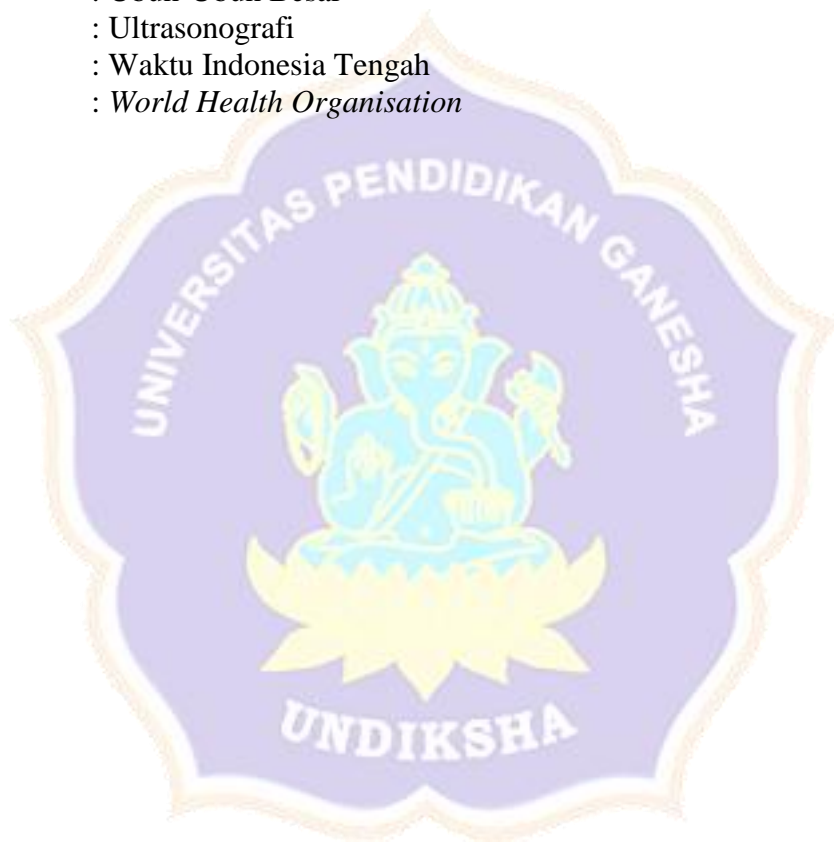 : Ultrasonografi
: Waktu Indonesia Tengah
: World Health Organisation
UNIVERSITAS PENDIDIKAN GANESHA
UNDIKSHA